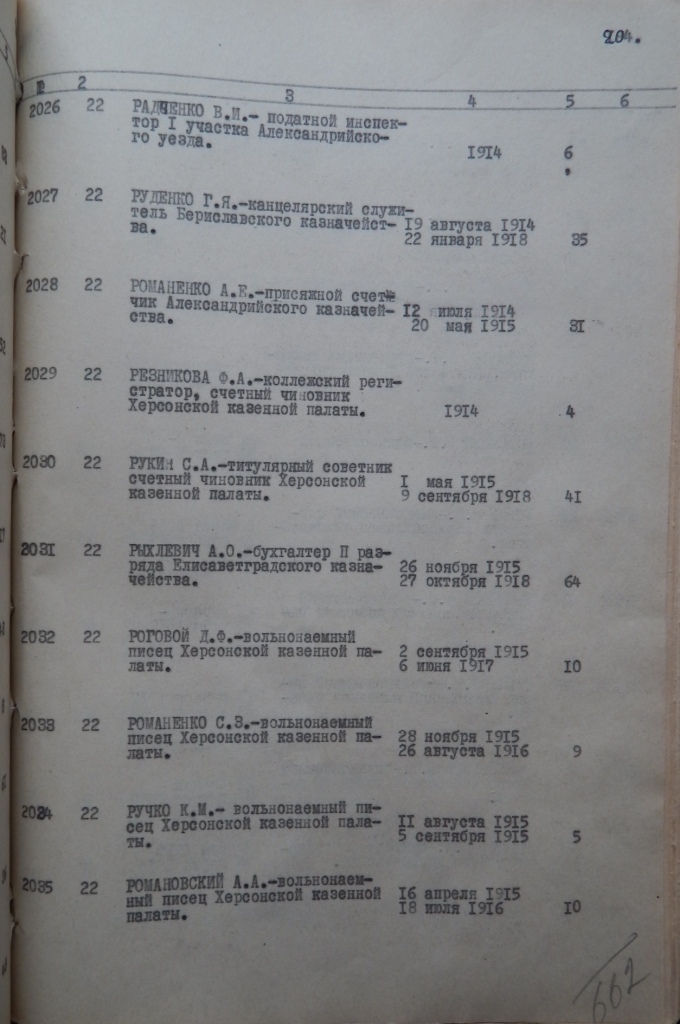 204.
№ 2 3 4 5 6
2026 22 РАДЧЕНКО В.И.- податной инспек-
тор I участка Александрийско-
го уезда. 1914 6
2027 22 РУДЕНКО Г.Я.-канцелярский служи-
тель Бериславского казначейст- 19 августа 1914
ва. 22 января 1918 35
2028 22 РОМАНЕНКО А.Е.-присяжной счет-
чик Александрийского казначей- 12 июля 1914
ства. 20 мая 1915 31
2029 22 РЕЗНИКОВА Ф.А.-коллежский реги-
стратор, счетный чиновник
Херсонской казенной палаты. 1914 4
2030 22 РУКИН С.А.-титулярный советник
счетный чиновник Херсонской I мая 1915
казенной палаты. 9 сентября 1918 41
2031 22 РЫХЛЕВИЧ А.О.-бухгалтер П раз-
ряда Елисаветградского казна- 26 ноября 1915
чейства. 27 октября 1918 64
2032 22 РОГОВОЙ Д.Ф.-вольнонаемный
писец Херсонской казенной па- 2 сентября 1915
латы. 6 июня 1917 10
2033 22 РОМАНЕНКО С.З.-вольнонаемный
писец Херсонской казенной па- 28 ноября 1915
латы. 26 августа 1916 9
2034 22 РУЧКО К.М.- вольнонаемный пи-
сец Херсонской казенной пала- II августа 1915
ты. 5 сентября 1915 5
2035 22 РОМАНОВСКИЙ А.А.-вольнонаем-
ный писец Херсонской казенной 16 апреля 1915
палаты. 18 июля 1916 10
662